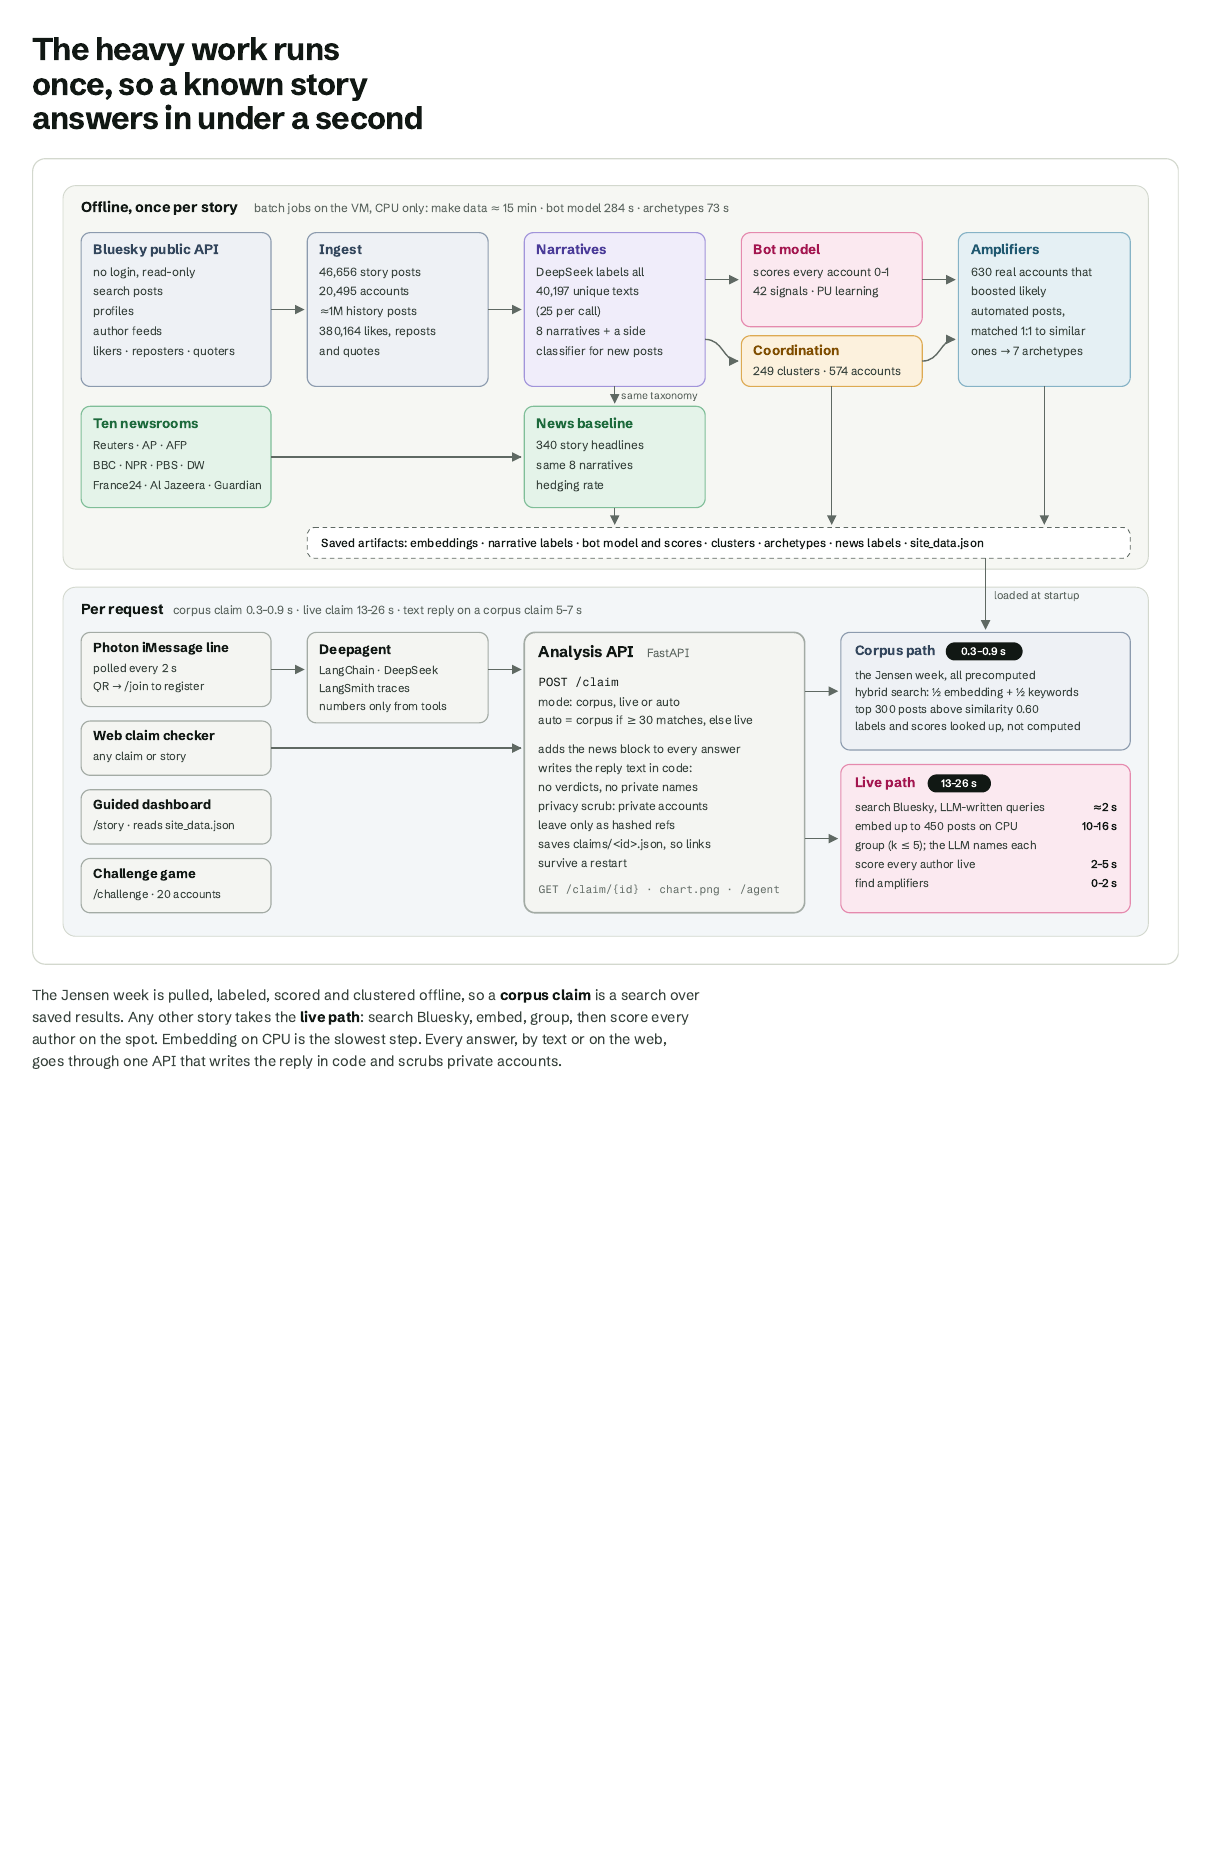 The heavy work runs
once, so a known story
answers in under a second
Offline, once per story
batch jobs on the VM, CPU only: make data ≈ 15 min · bot model 284 s · archetypes 73 s
Bluesky public API
no login, read-only
search posts
profiles
author feeds
likers · reposters · quoters
Ingest
46,656 story posts
20,495 accounts
≈1M history posts
380,164 likes, reposts
and quotes
Narratives
DeepSeek labels all
40,197 unique texts
(25 per call)
8 narratives + a side
classifier for new posts
Bot model
scores every account 0–1
42 signals · PU learning
Coordination
249 clusters · 574 accounts
Amplifiers
630 real accounts that
boosted likely
automated posts,
matched 1:1 to similar
ones → 7 archetypes
same taxonomy
Ten newsrooms
Reuters · AP · AFP
BBC · NPR · PBS · DW
France24 · Al Jazeera · Guardian
News baseline
340 story headlines
same 8 narratives
hedging rate
Saved artifacts: embeddings · narrative labels · bot model and scores · clusters · archetypes · news labels · site_data.json
loaded at startup
Per request
corpus claim 0.3–0.9 s · live claim 13–26 s · text reply on a corpus claim 5–7 s
Photon iMessage line
polled every 2 s
QR → /join to register
Deepagent
LangChain · DeepSeek
LangSmith traces
numbers only from tools
Web claim checker
any claim or story
Guided dashboard
/story · reads site_data.json
Challenge game
/challenge · 20 accounts
Analysis API FastAPI
POST /claim
mode: corpus, live or auto
auto = corpus if ≥ 30 matches, else live
adds the news block to every answer
writes the reply text in code:
no verdicts, no private names
privacy scrub: private accounts
leave only as hashed refs
saves claims/<id>.json, so links
survive a restart
GET /claim/{id} · chart.png · /agent
Corpus path 0.3–0.9 s
the Jensen week, all precomputed
hybrid search: ½ embedding + ½ keywords
top 300 posts above similarity 0.60
labels and scores looked up, not computed
Live path 13–26 s
search Bluesky, LLM-written queries ≈2 s
embed up to 450 posts on CPU 10–16 s
group (k ≤ 5); the LLM names each
score every author live 2–5 s
find amplifiers 0–2 s
The Jensen week is pulled, labeled, scored and clustered offline, so a corpus claim is a search over
saved results. Any other story takes the live path: search Bluesky, embed, group, then score every
author on the spot. Embedding on CPU is the slowest step. Every answer, by text or on the web,
goes through one API that writes the reply in code and scrubs private accounts.